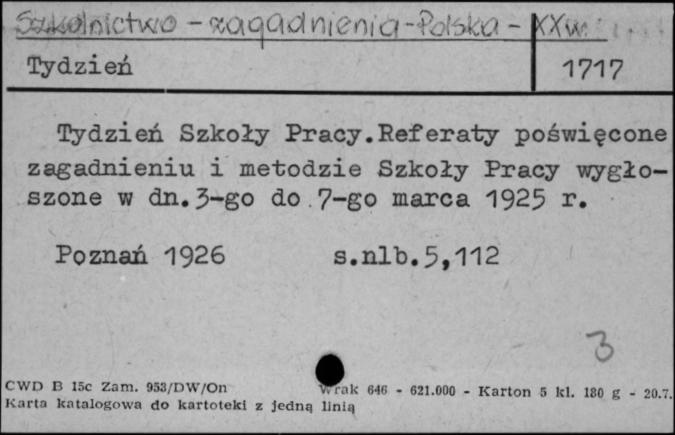 Szkolnictwo - zagadnienia - Polska - XXw.
Tydzień 1717
Tydzień Szkoły Pracy. Referaty poświęcone
zagadnieniu i metodzie Szkoły Pracy wygło-
szone w dn. 3-go do 7-go marca 1925 r.
Poznań 1926 s.nlb.5,112
3
CWD B 15c Zam. 953/DW/On Wrak 646 - 621.000 - Karton 5 kl. 180 g - 20.7.
Karta katalogowa do kartoteki z jedną linią